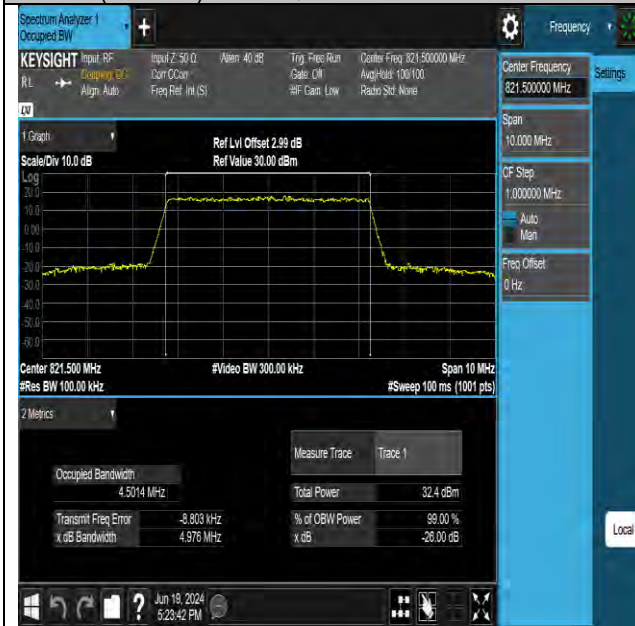 Spectrum Analyzer 1
Occupied BW
Frequency
KEYSIGHT Input: RF
Coupling: DC
Align: Auto
RL
Input Z: 50 Ω
Corr CCorr
Freq Ref: Int (S)
Atten: 40 dB
Trig: Free Run
Gate: Off
#IF Gain: Low
Center Freq: 821.500000 MHz
Avg|Hold: 100/100
Radio Std: None
LXI
Center Frequency
821.500000 MHz
Settings
Span
10.000 MHz
CF Step
1.000000 MHz
Auto
Man
Freq Offset
0 Hz
1 Graph
Scale/Div 10.0 dB
Ref Lvl Offset 2.99 dB
Ref Value 30.00 dBm
Log
20.0
10.0
0.00
-10.0
-20.0
-30.0
-40.0
-50.0
-60.0
Center 821.500 MHz
#Video BW 300.00 kHz
Span 10 MHz
#Res BW 100.00 kHz
#Sweep 100 ms (1001 pts)
2 Metrics
Measure Trace
Trace 1
Occupied Bandwidth
4.5014 MHz
Total Power
32.4 dBm
Transmit Freq Error
-8.803 kHz
% of OBW Power
99.00 %
x dB Bandwidth
4.976 MHz
x dB
-26.00 dB
Local
?
Jun 19, 2024
5:23:42 PM